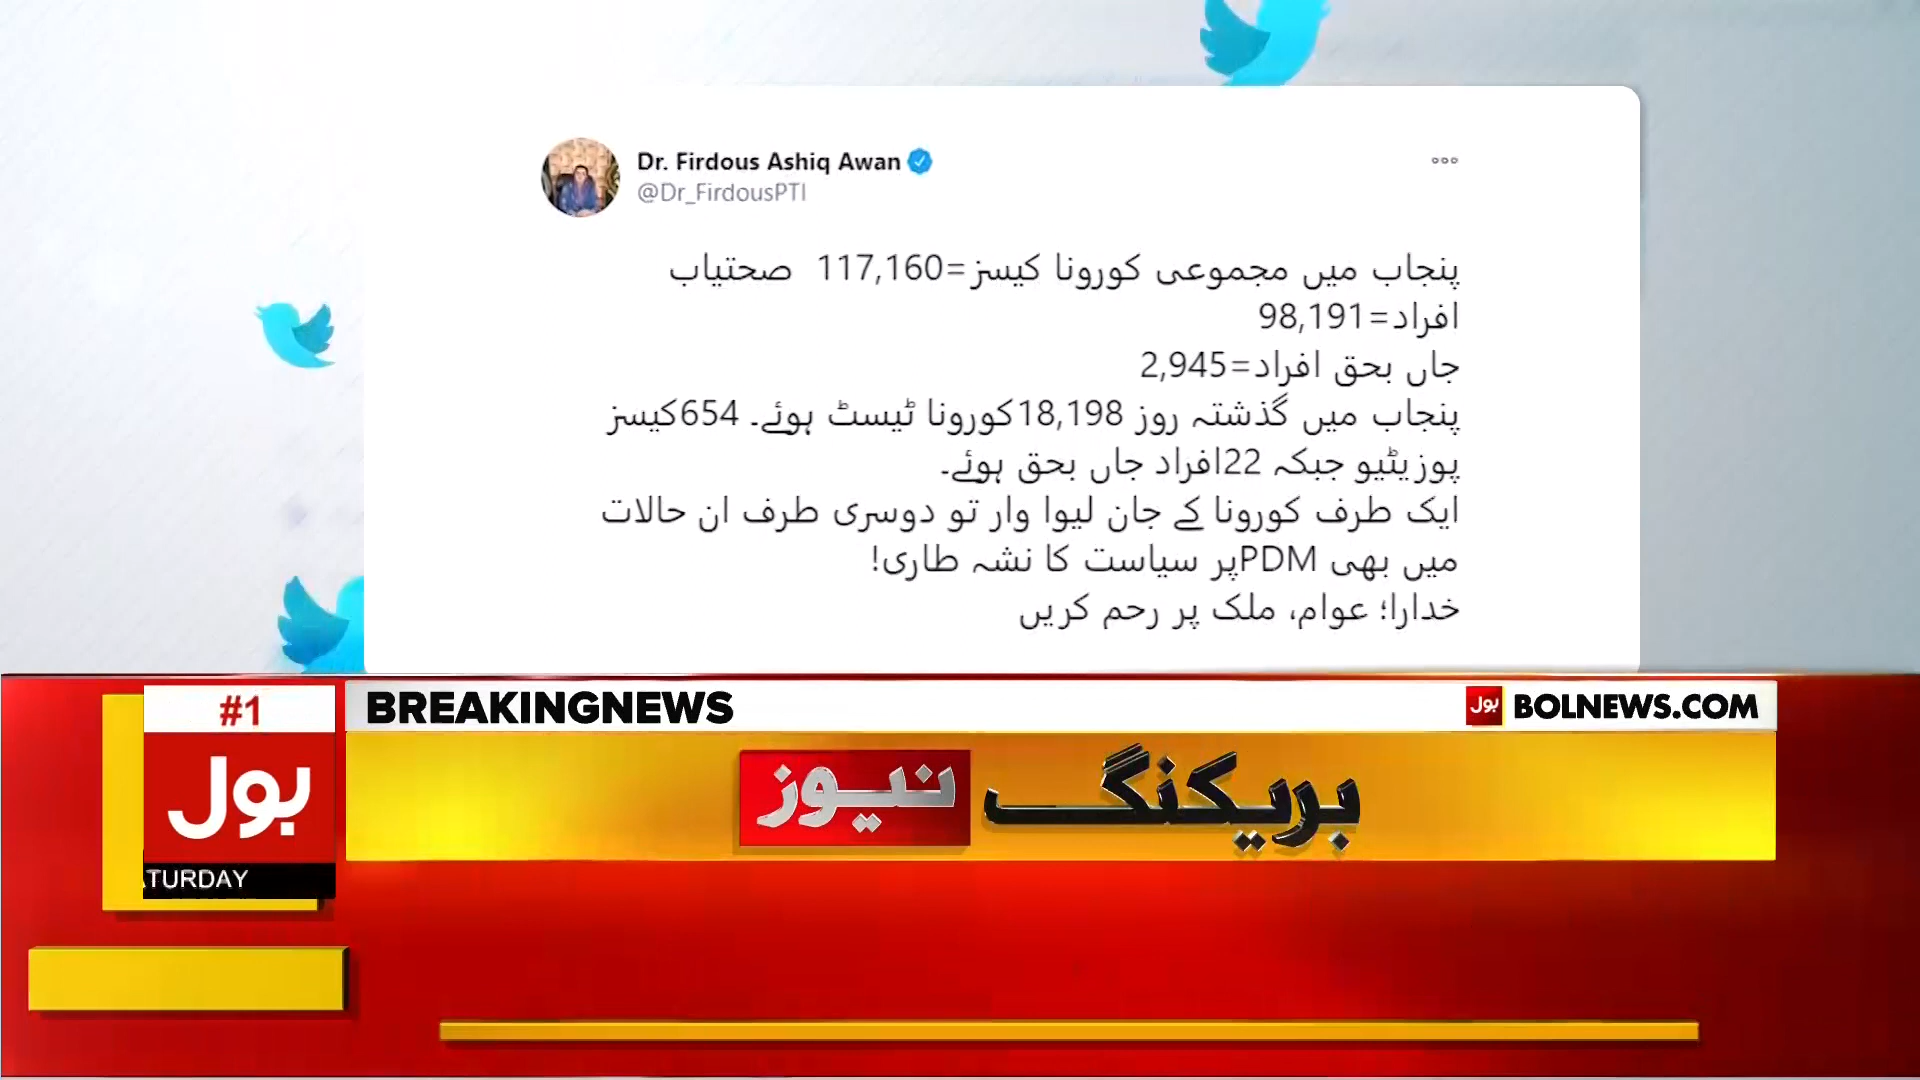 Dr. Firdous Ashiq Awan
@Dr_FirdousPTI
پنجاب میں مجموعی کورونا کیسز=117,160 صحتیاب
افراد=98,191
جاں بحق افراد=2,945
پنجاب میں گذشتہ روز 18,198کورونا ٹیسٹ ہوئے۔ 654کیسز
پوزیٹیو جبکہ 22افراد جاں بحق ہوئے۔
ایک طرف کورونا کے جان لیوا وار تو دوسری طرف ان حالات
میں بھی PDMپر سیاست کا نشہ طاری!
خدارا؛ عوام، ملک پر رحم کریں
#1
BREAKINGNEWS
بول BOLNEWS.COM
بول
بریکنگ نیوز
ATURDAY